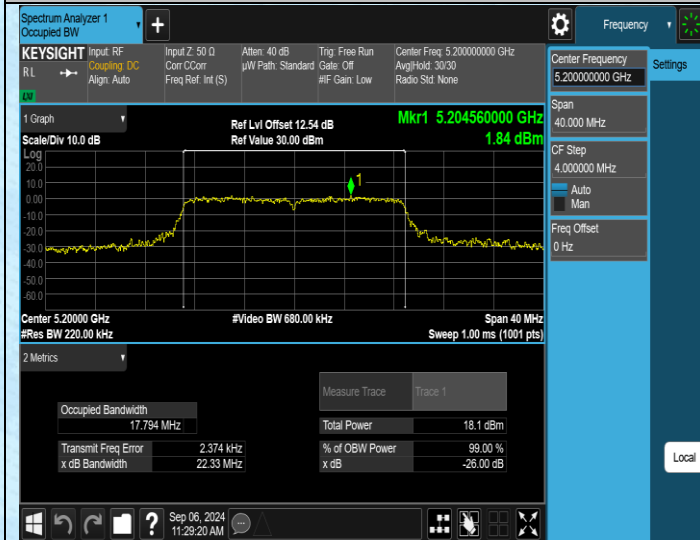 Spectrum Analyzer 1
Occupied BW
+
Frequency
KEYSIGHT
RL
LXI
Input: RF
Coupling: DC
Align: Auto
Input Z: 50 Ω
Corr CCorr
Freq Ref: Int (S)
Atten: 40 dB
µW Path: Standard
Trig: Free Run
Gate: Off
#IF Gain: Low
Center Freq: 5.200000000 GHz
Avg|Hold: 30/30
Radio Std: None
Center Frequency
5.200000000 GHz
Settings
Span
40.000 MHz
CF Step
4.000000 MHz
Auto
Man
Freq Offset
0 Hz
Local
1 Graph
Scale/Div 10.0 dB
Ref Lvl Offset 12.54 dB
Ref Value 30.00 dBm
Mkr1 5.204560000 GHz
1.84 dBm
Log
20.0
10.0
0.00
-10.0
-20.0
-30.0
-40.0
-50.0
-60.0
1
Center 5.20000 GHz
#Res BW 220.00 kHz
#Video BW 680.00 kHz
Span 40 MHz
Sweep 1.00 ms (1001 pts)
2 Metrics
Measure Trace Trace 1
Occupied Bandwidth
17.794 MHz
Total Power 18.1 dBm
Transmit Freq Error 2.374 kHz
% of OBW Power 99.00 %
x dB Bandwidth 22.33 MHz
x dB -26.00 dB
?
Sep 06, 2024
11:29:20 AM